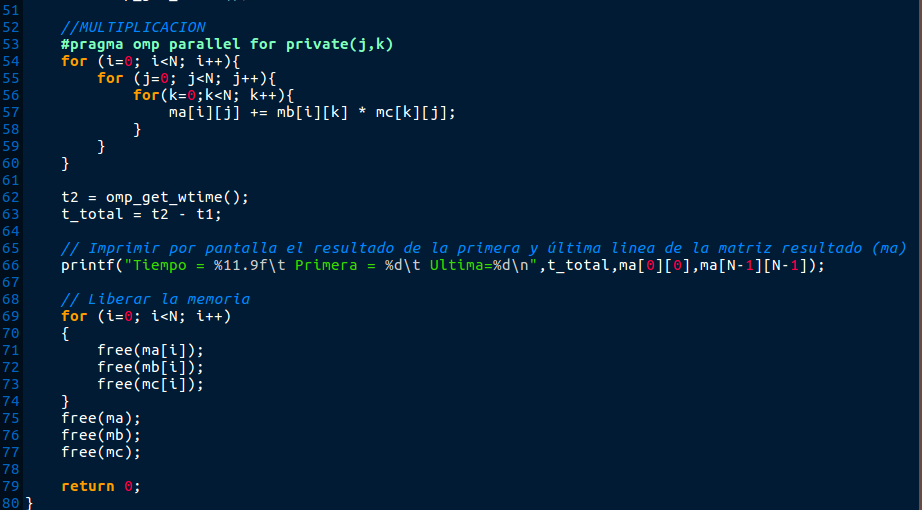 51
52 //MULTIPLICACION
53 #pragma omp parallel for private(j,k)
54 for (i=0; i<N; i++){
55 for (j=0; j<N; j++){
56 for(k=0;k<N; k++){
57 ma[i][j] += mb[i][k] * mc[k][j];
58 }
59 }
60 }
61
62 t2 = omp_get_wtime();
63 t_total = t2 - t1;
64
65 // Imprimir por pantalla el resultado de la primera y última linea de la matriz resultado (ma)
66 printf("Tiempo = %11.9f\t Primera = %d\t Ultima=%d\n",t_total,ma[0][0],ma[N-1][N-1]);
67
68 // Liberar la memoria
69 for (i=0; i<N; i++)
70 {
71 free(ma[i]);
72 free(mb[i]);
73 free(mc[i]);
74 }
75 free(ma);
76 free(mb);
77 free(mc);
78
79 return 0;
80 }